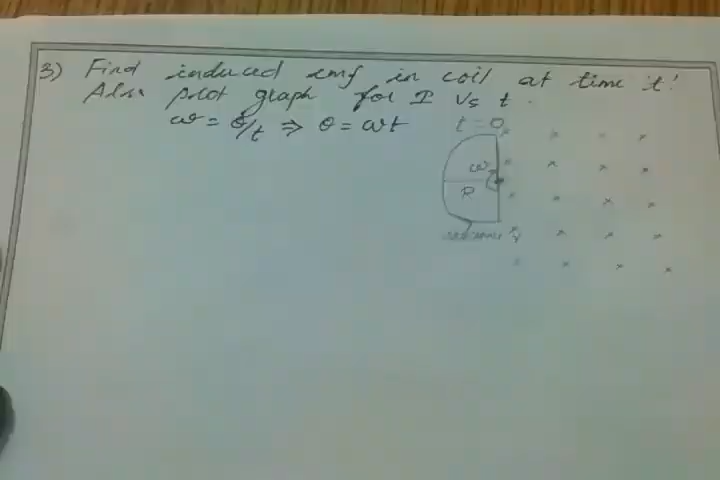 3) Find induced emf in coil at time 't'
Also plot graph for I Vs t.
ω = θ/t ⇒ θ = ωt
t = 0
ω
R